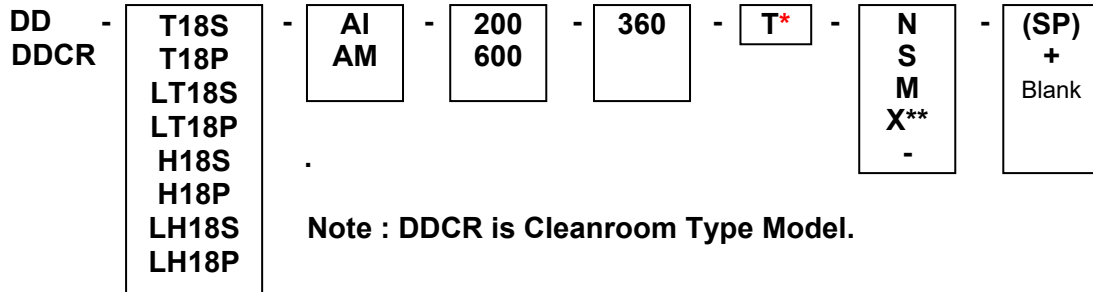 DD - T18S - AI - 200 - 360 - T* - N - (SP)
DDCR T18P AM 600 S +
LT18S M Blank
LT18P X**
H18S . -
H18P
LH18S Note : DDCR is Cleanroom Type Model.
LH18P